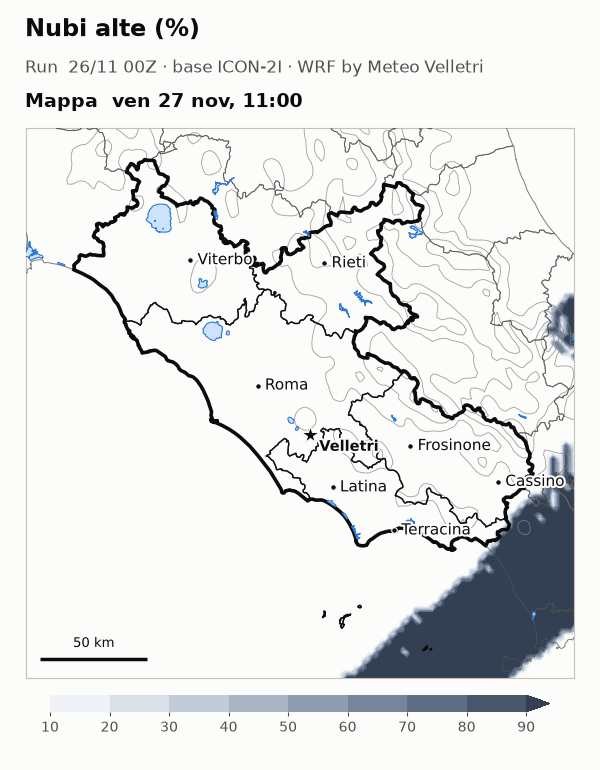 Nubi alte (%)
Run  26/11 00Z · base ICON-2I · WRF by Meteo Velletri
Mappa  ven 27 nov, 11:00
Viterbo
Rieti
Roma
Velletri
Frosinone
Cassino
Latina
Terracina
50 km
10 20 30 40 50 60 70 80 90